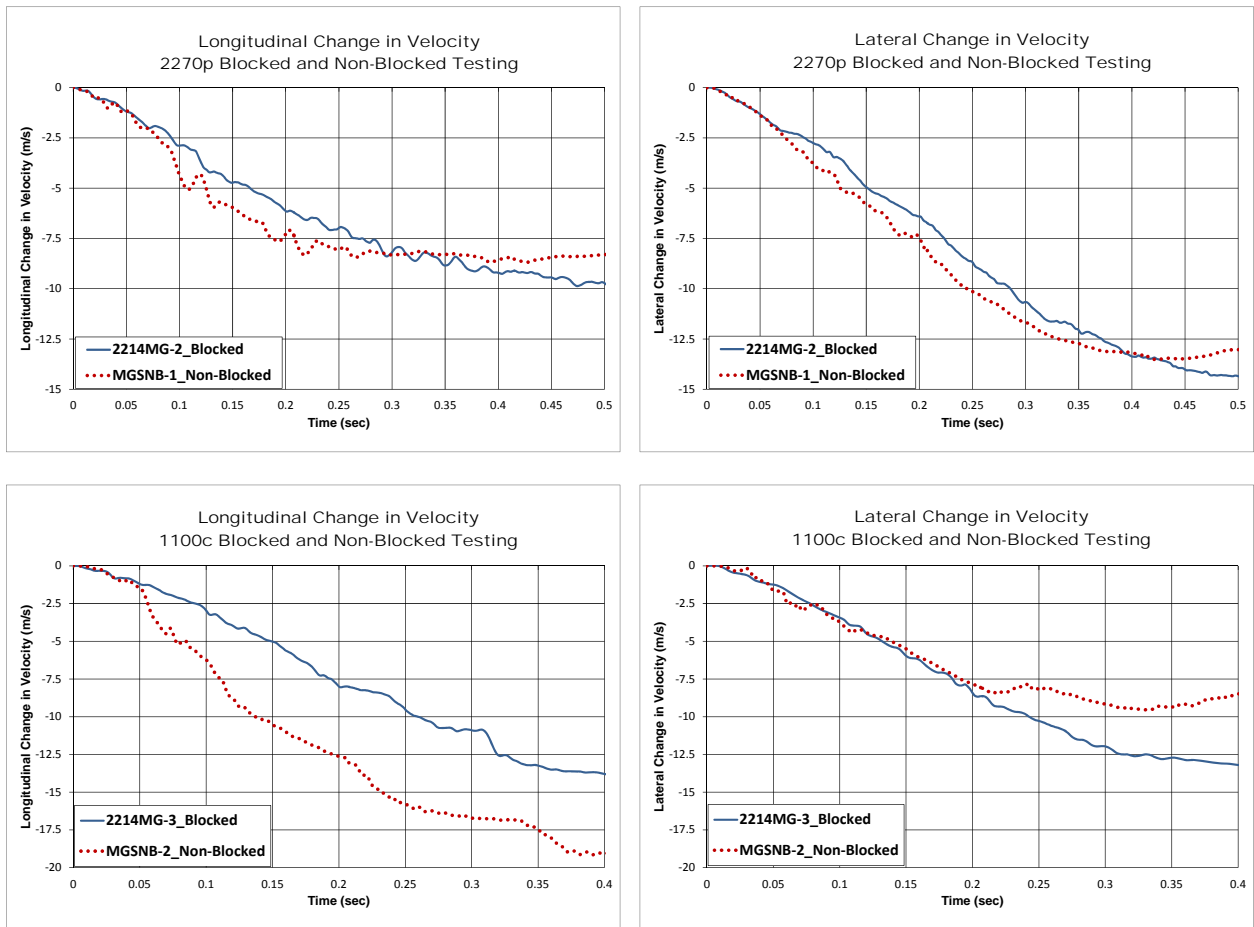 Longitudinal Change in Velocity
2270p Blocked and Non-Blocked Testing
Longitudinal Change in Velocity (m/s)
0
-2.5
-5
-7.5
-10
-12.5
-15
2214MG-2_Blocked
MGSNB-1_Non-Blocked
0 0.05 0.1 0.15 0.2 0.25 0.3 0.35 0.4 0.45 0.5
Time (sec)
Lateral Change in Velocity
2270p Blocked and Non-Blocked Testing
Lateral Change in Velocity (m/s)
0
-2.5
-5
-7.5
-10
-12.5
-15
2214MG-2_Blocked
MGSNB-1_Non-Blocked
0 0.05 0.1 0.15 0.2 0.25 0.3 0.35 0.4 0.45 0.5
Time (sec)
Longitudinal Change in Velocity
1100c Blocked and Non-Blocked Testing
Longitudinal Change in Velocity (m/s)
0
-2.5
-5
-7.5
-10
-12.5
-15
-17.5
-20
2214MG-3_Blocked
MGSNB-2_Non-Blocked
0 0.05 0.1 0.15 0.2 0.25 0.3 0.35 0.4
Time (sec)
Lateral Change in Velocity
1100c Blocked and Non-Blocked Testing
Lateral Change in Velocity (m/s)
0
-2.5
-5
-7.5
-10
-12.5
-15
-17.5
-20
2214MG-3_Blocked
MGSNB-2_Non-Blocked
0 0.05 0.1 0.15 0.2 0.25 0.3 0.35 0.4
Time (sec)